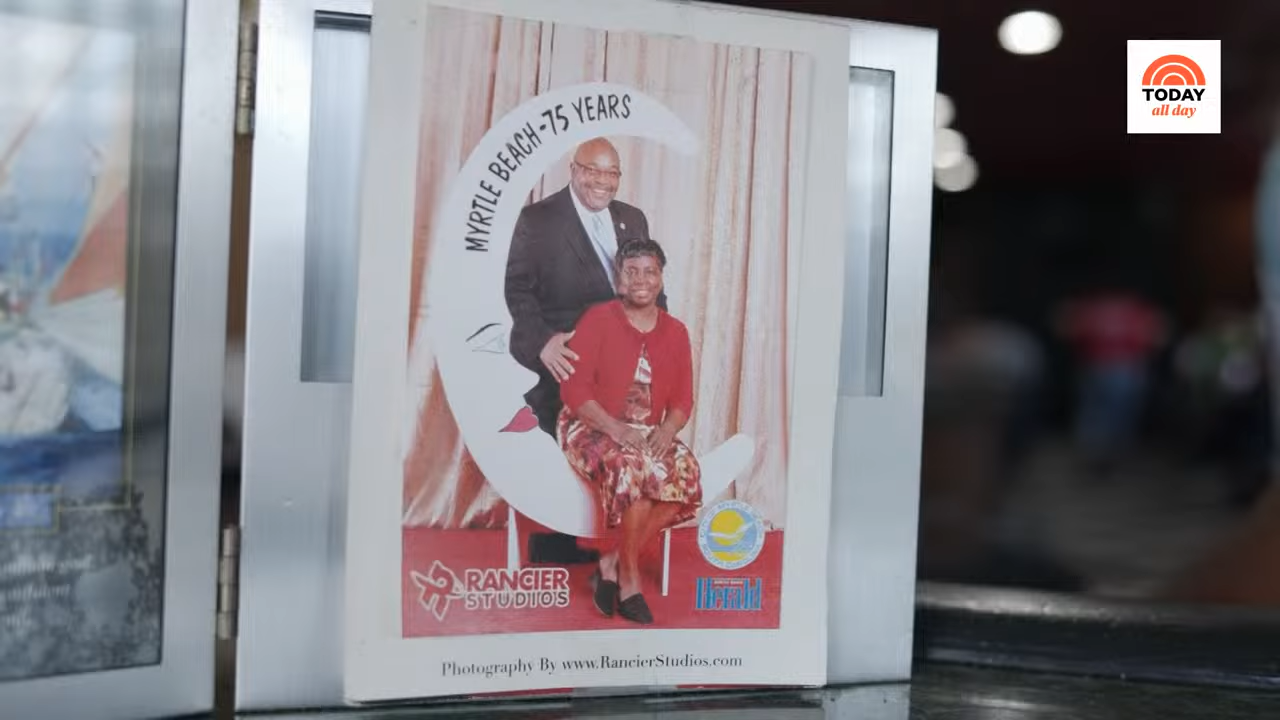 TODAY
all day
MYRTLE BEACH-75 YEARS
RANCIER
STUDIOS
Herald
Photography By www.RancierStudios.com